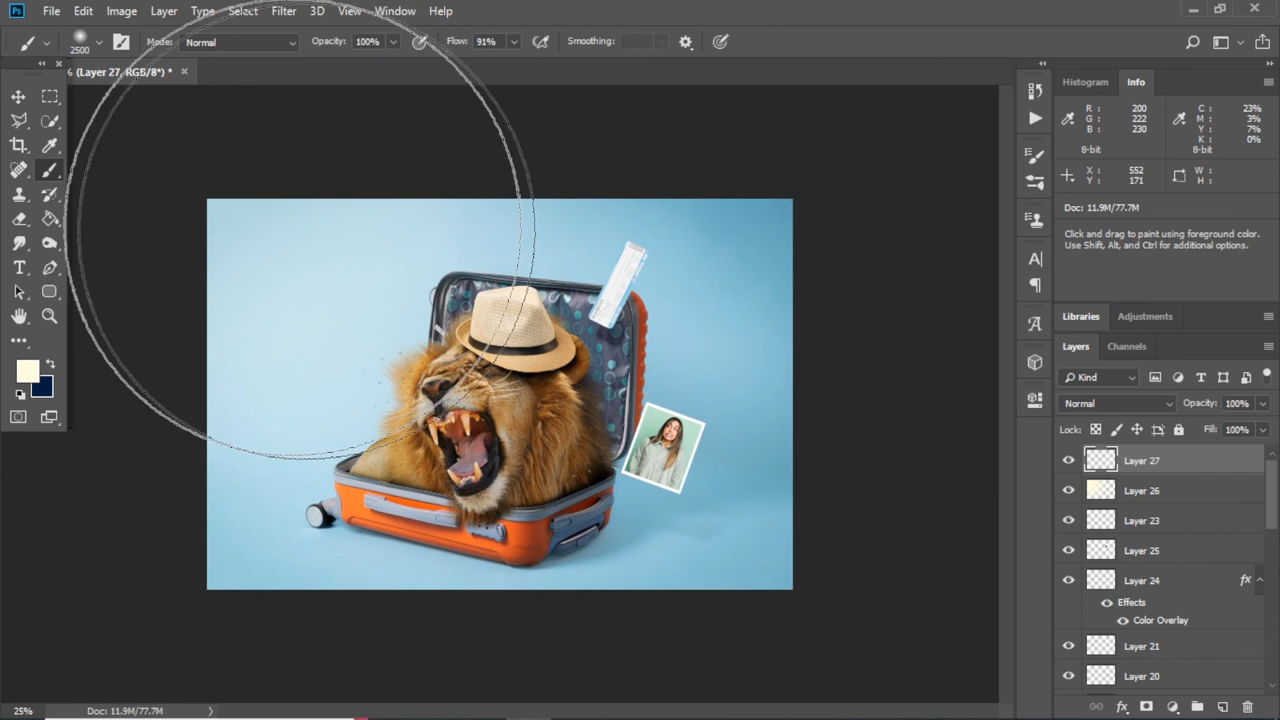 Ps File Edit Image Layer Type Select Filter 3D View Window Help
2500 Mode: Normal Opacity: 100% Flow: 91% Smoothing:
% (Layer 27, RGB/8*) *
Histogram Info
R: 200 C: 23%
G: 222 M: 3%
B: 230 Y: 7%
K: 0%
8-bit 8-bit
X: 552 W:
Y: 171 H:
Doc: 11.9M/77.7M
Click and drag to paint using foreground color.
Use Shift, Alt, and Ctrl for additional options.
Libraries Adjustments
Layers Channels
Kind
Normal Opacity: 100%
Lock: Fill: 100%
Layer 27
Layer 26
Layer 23
Layer 25
Layer 24 fx
Effects
Color Overlay
Layer 21
Layer 20
25% Doc: 11.9M/77.7M